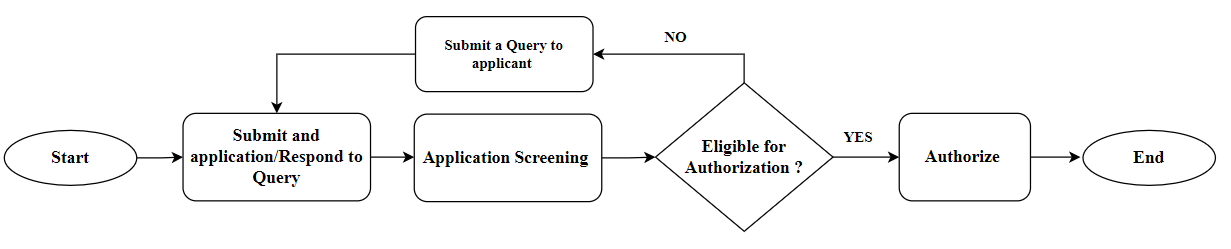 Submit a Query to
applicant
NO
Start
Submit and
application/Respond to
Query
Application Screening
Eligible for
Authorization ?
YES
Authorize
End